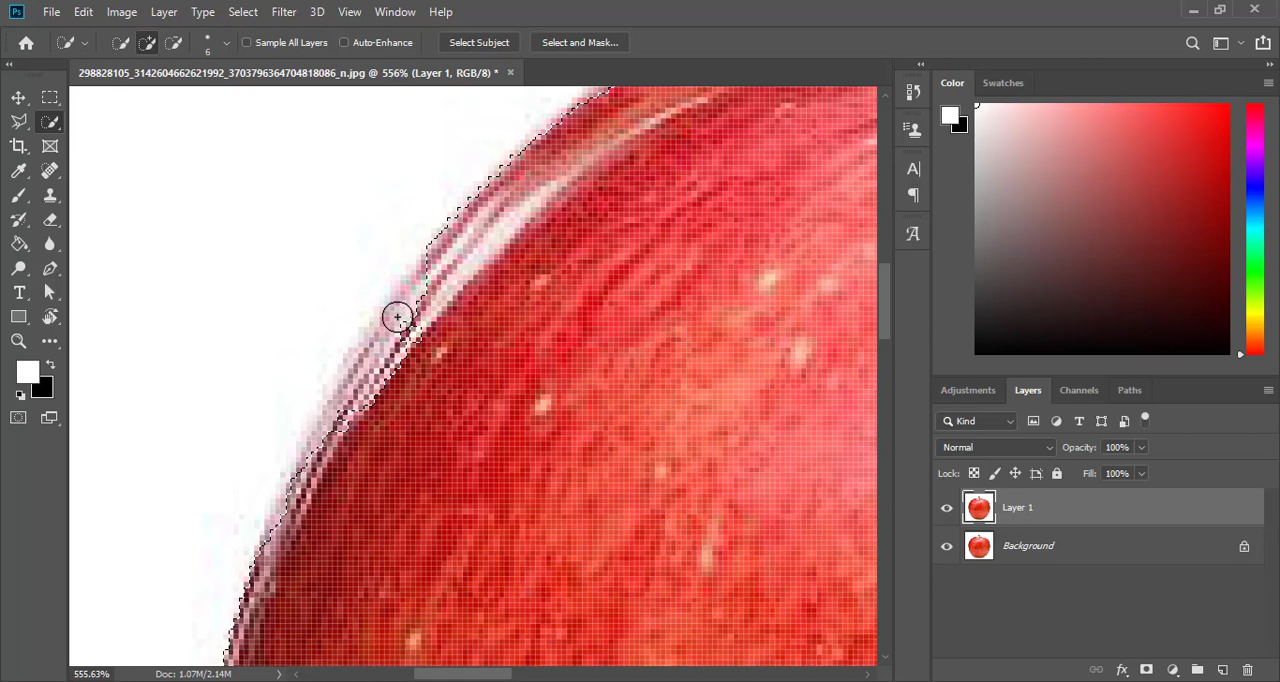 Ps File Edit Image Layer Type Select Filter 3D View Window Help
6 Sample All Layers Auto-Enhance Select Subject Select and Mask...
298828105_3142604662621992_3703796364704818086_n.jpg @ 556% (Layer 1, RGB/8) *
Color Swatches
Adjustments Layers Channels Paths
Kind
Normal Opacity: 100%
Lock: Fill: 100%
Layer 1
Background
555.63% Doc: 1.07M/2.14M